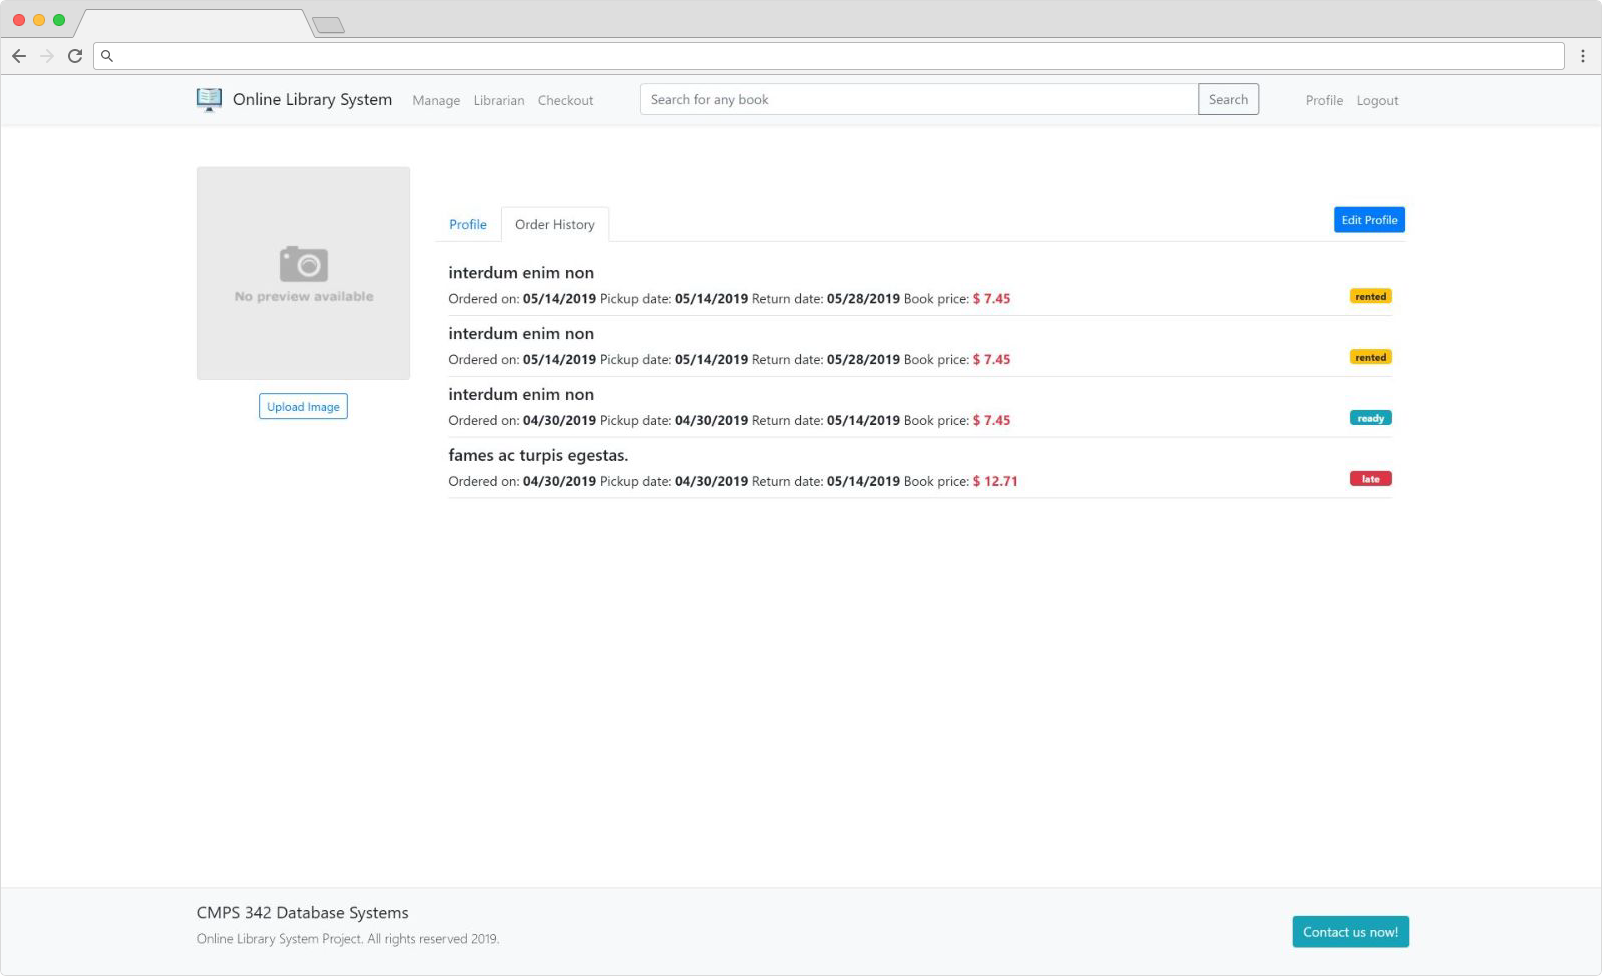 Online Library System Manage Librarian Checkout Search for any book Search Profile Logout
No preview available
Upload Image
Profile Order History Edit Profile
interdum enim non
Ordered on: 05/14/2019 Pickup date: 05/14/2019 Return date: 05/28/2019 Book price: $ 7.45 rented
interdum enim non
Ordered on: 05/14/2019 Pickup date: 05/14/2019 Return date: 05/28/2019 Book price: $ 7.45 rented
interdum enim non
Ordered on: 04/30/2019 Pickup date: 04/30/2019 Return date: 05/14/2019 Book price: $ 7.45 ready
fames ac turpis egestas.
Ordered on: 04/30/2019 Pickup date: 04/30/2019 Return date: 05/14/2019 Book price: $ 12.71 late
CMPS 342 Database Systems
Online Library System Project. All rights reserved 2019.
Contact us now!